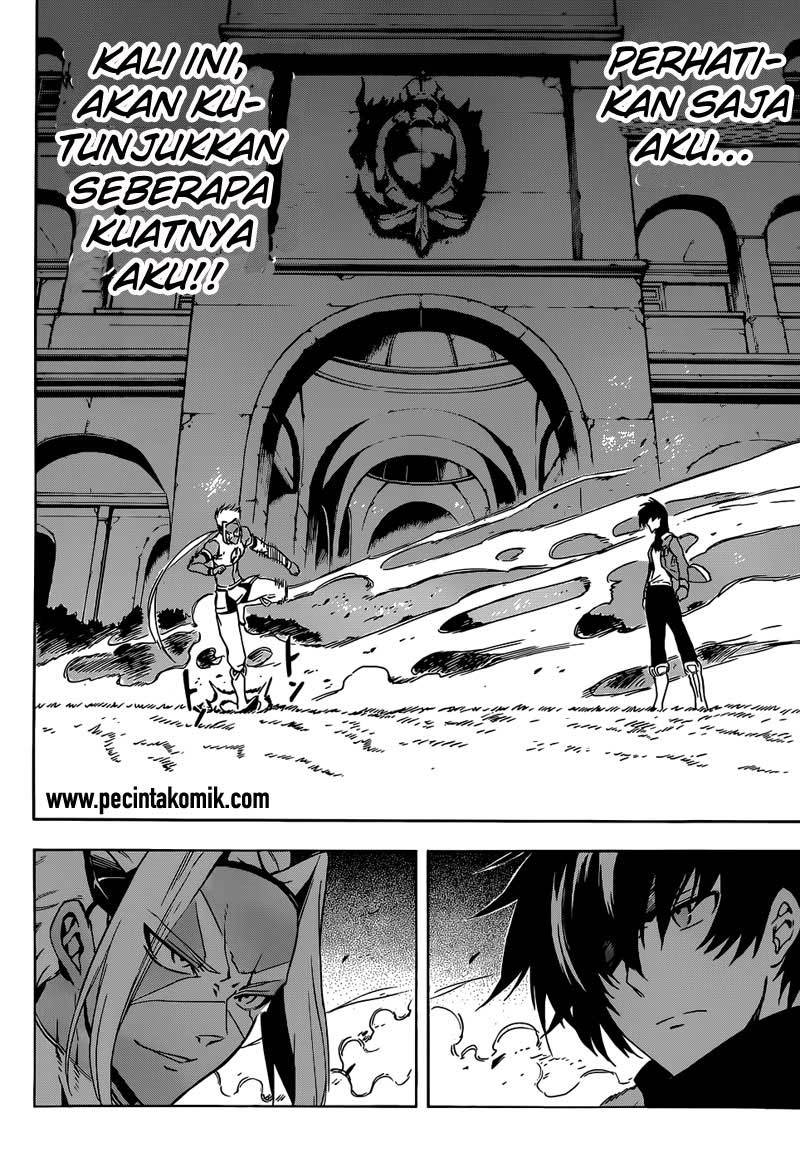 PERHATI-
KAN SAJA
AKU...
KALI INI,
AKAN KU-
TUNJUKKAN
SEBERAPA
KUATNYA
AKU!!
www.pecintakomik.com